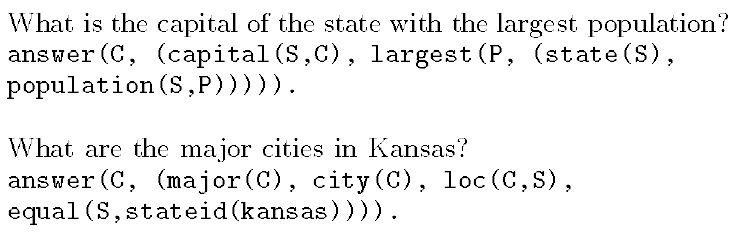 What is the capital of the state with the largest population?
answer(C, (capital(S,C), largest(P, (state(S),
population(S,P))))).
What are the major cities in Kansas?
answer(C, (major(C), city(C), loc(C,S),
equal(S,stateid(kansas)))).